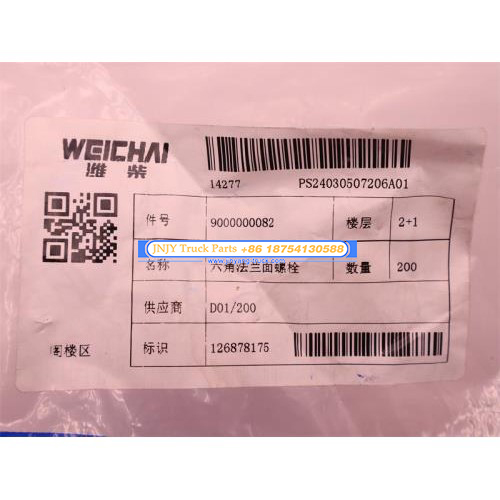 WEICHAI
潍柴
14277 PS24030507206A01
件号 9000000082 楼层 2+1
JNJY Truck Parts +86 18754130588
名称 六角法兰面螺栓 数量 200
供应商 D01/200
阁楼区 标识 126878175